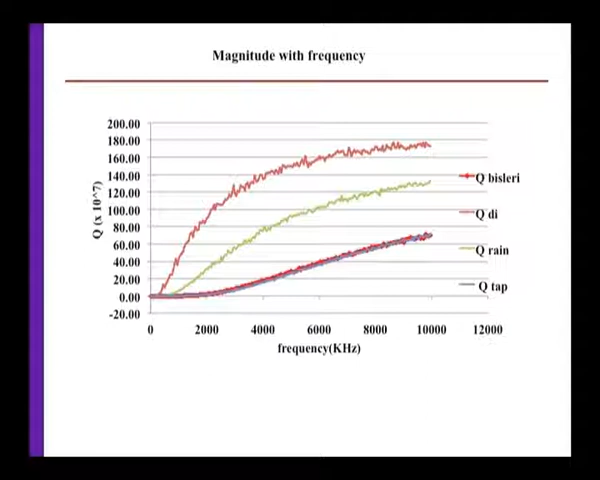 Magnitude with frequency
200.00
180.00
160.00
140.00
120.00
100.00
80.00
60.00
40.00
20.00
0.00
-20.00
Q (x 10^7)
0 2000 4000 6000 8000 10000 12000
frequency(KHz)
Q bisleri
Q di
Q rain
Q tap